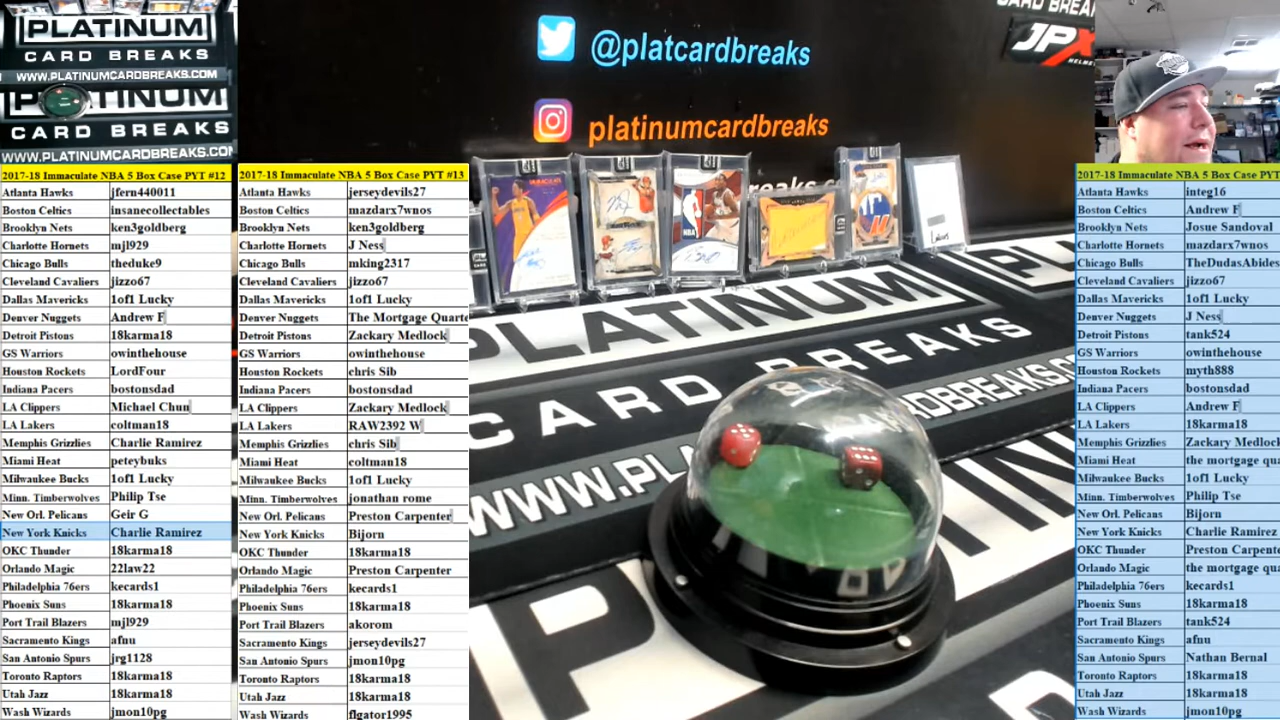 PLATINUM
CARD BREAKS
WWW.PLATINUMCARDBREAKS.COM
CARD BREAKS
2017-18 Immaculate NBA 5 Box Case PYT #12
Atlanta Hawks jfern440011
Boston Celtics insanecollectables
Brooklyn Nets ken3goldberg
Charlotte Hornets mjl929
Chicago Bulls theduke9
Cleveland Cavaliers jizzo67
Dallas Mavericks 1of1 Lucky
Denver Nuggets Andrew F
Detroit Pistons 18karma18
GS Warriors owinthehouse
Houston Rockets LordFour
Indiana Pacers bostonsdad
LA Clippers Michael Chun
LA Lakers coltman18
Memphis Grizzlies Charlie Ramirez
Miami Heat peteybuks
Milwaukee Bucks 1of1 Lucky
Minn. Timberwolves Philip Tse
New Orl. Pelicans Geir G
New York Knicks Charlie Ramirez
OKC Thunder 18karma18
Orlando Magic 22law22
Philadelphia 76ers kecards1
Phoenix Suns 18karma18
Port Trail Blazers mjl929
Sacramento Kings afnu
San Antonio Spurs jrg1128
Toronto Raptors 18karma18
Utah Jazz 18karma18
Wash Wizards jmon10pg
2017-18 Immaculate NBA 5 Box Case PYT #13
Atlanta Hawks jerseydevils27
Boston Celtics mazdarx7wnos
Brooklyn Nets ken3goldberg
Charlotte Hornets J Ness
Chicago Bulls mking2317
Cleveland Cavaliers jizzo67
Dallas Mavericks 1of1 Lucky
Denver Nuggets The Mortgage Quarte
Detroit Pistons Zackary Medlock
GS Warriors owinthehouse
Houston Rockets chris Sib
Indiana Pacers bostonsdad
LA Clippers Zackary Medlock
LA Lakers RAW2392 W
Memphis Grizzlies chris Sib
Miami Heat coltman18
Milwaukee Bucks 1of1 Lucky
Minn. Timberwolves jonathan rome
New Orl. Pelicans Preston Carpenter
New York Knicks Bijorn
OKC Thunder 18karma18
Orlando Magic Preston Carpenter
Philadelphia 76ers kecards1
Phoenix Suns 18karma18
Port Trail Blazers akorom
Sacramento Kings jerseydevils27
San Antonio Spurs jmon10pg
Toronto Raptors 18karma18
Utah Jazz 18karma18
Wash Wizards flgator1995
@platcardbreaks
platinumcardbreaks
JPX
PLATINUM
CARD BREAKS
2017-18 Immaculate NBA 5 Box Case PYT
Atlanta Hawks integ16
Boston Celtics Andrew F
Brooklyn Nets Josue Sandoval
Charlotte Hornets mazdarx7wnos
Chicago Bulls TheDudasAbides
Cleveland Cavaliers jizzo67
Dallas Mavericks 1of1 Lucky
Denver Nuggets J Ness
Detroit Pistons tank524
GS Warriors owinthehouse
Houston Rockets myth888
Indiana Pacers bostonsdad
LA Clippers Andrew F
LA Lakers 18karma18
Memphis Grizzlies Zackary Medlock
Miami Heat the mortgage qua
Milwaukee Bucks 1of1 Lucky
Minn. Timberwolves Philip Tse
New Orl. Pelicans Bijorn
New York Knicks Charlie Ramirez
OKC Thunder Preston Carpente
Orlando Magic the mortgage qua
Philadelphia 76ers kecards1
Phoenix Suns 18karma18
Port Trail Blazers tank524
Sacramento Kings afnu
San Antonio Spurs Nathan Bernal
Toronto Raptors 18karma18
Utah Jazz 18karma18
Wash Wizards jmon10pg